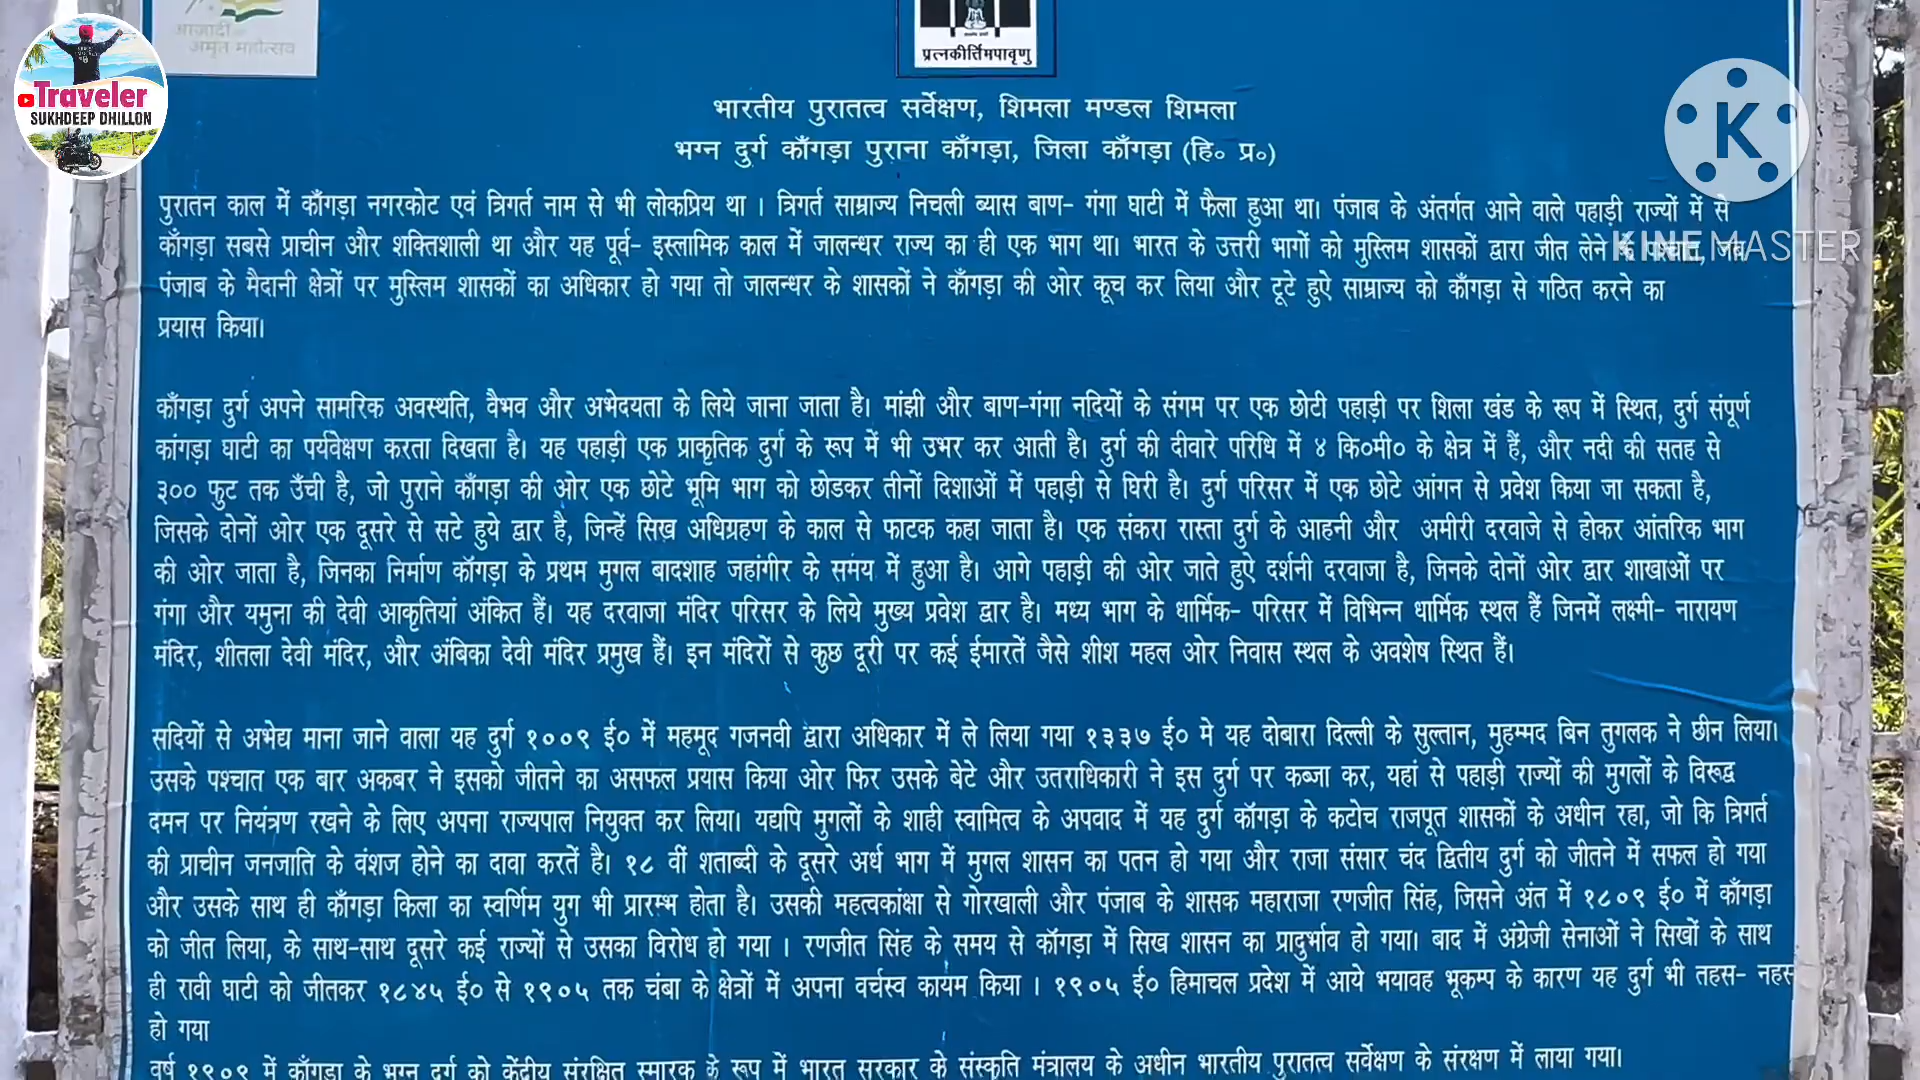 आजादी
अमृत महोत्सव
प्रत्नकीर्तिमपावृणु
Traveler
SUKHDEEP DHILLON
K
KINEMASTER
भारतीय पुरातत्व सर्वेक्षण, शिमला मण्डल शिमला
भग्न दुर्ग काँगड़ा पुराना काँगड़ा, जिला काँगड़ा (हि० प्र०)
पुरातन काल में काँगड़ा नगरकोट एवं त्रिगर्त नाम से भी लोकप्रिय था । त्रिगर्त साम्राज्य निचली ब्यास बाण- गंगा घाटी में फैला हुआ था। पंजाब के अंतर्गत आने वाले पहाड़ी राज्यों में से
काँगड़ा सबसे प्राचीन और शक्तिशाली था और यह पूर्व- इस्लामिक काल में जालन्धर राज्य का ही एक भाग था। भारत के उत्तरी भागों को मुस्लिम शासकों द्वारा जीत लेने के पश्चात, जब
पंजाब के मैदानी क्षेत्रों पर मुस्लिम शासकों का अधिकार हो गया तो जालन्धर के शासकों ने काँगड़ा की ओर कूच कर लिया और टूटे हुऐ साम्राज्य को काँगड़ा से गठित करने का
प्रयास किया।
काँगड़ा दुर्ग अपने सामरिक अवस्थति, वैभव और अभेदयता के लिये जाना जाता है। मांझी और बाण-गंगा नदियों के संगम पर एक छोटी पहाड़ी पर शिला खंड के रूप में स्थित, दुर्ग संपूर्ण
कांगड़ा घाटी का पर्यवेक्षण करता दिखता है। यह पहाड़ी एक प्राकृतिक दुर्ग के रूप में भी उभर कर आती है। दुर्ग की दीवारे परिधि में ४ कि०मी० के क्षेत्र में हैं, और नदी की सतह से
३०० फुट तक उँची है, जो पुराने काँगड़ा की ओर एक छोटे भूमि भाग को छोडकर तीनों दिशाओं में पहाड़ी से घिरी है। दुर्ग परिसर में एक छोटे आंगन से प्रवेश किया जा सकता है,
जिसके दोनों ओर एक दूसरे से सटे हुये द्वार है, जिन्हें सिख अधिग्रहण के काल से फाटक कहा जाता है। एक संकरा रास्ता दुर्ग के आहनी और अमीरी दरवाजे से होकर आंतरिक भाग
की ओर जाता है, जिनका निर्माण कॉगड़ा के प्रथम मुगल बादशाह जहांगीर के समय में हुआ है। आगे पहाड़ी की ओर जाते हुऐ दर्शनी दरवाजा है, जिनके दोनों ओर द्वार शाखाओं पर
गंगा और यमुना की देवी आकृतियां अंकित हैं। यह दरवाजा मंदिर परिसर के लिये मुख्य प्रवेश द्वार है। मध्य भाग के धार्मिक- परिसर में विभिन्न धार्मिक स्थल हैं जिनमें लक्ष्मी- नारायण
मंदिर, शीतला देवी मंदिर, और अंबिका देवी मंदिर प्रमुख हैं। इन मंदिरों से कुछ दूरी पर कई ईमारतें जैसे शीश महल ओर निवास स्थल के अवशेष स्थित हैं।
सदियों से अभेद्य माना जाने वाला यह दुर्ग १००९ ई० में महमूद गजनवी द्वारा अधिकार में ले लिया गया १३३७ ई० मे यह दोबारा दिल्ली के सुल्तान, मुहम्मद बिन तुगलक ने छीन लिया।
उसके पश्चात एक बार अकबर ने इसको जीतने का असफल प्रयास किया ओर फिर उसके बेटे और उतराधिकारी ने इस दुर्ग पर कब्जा कर, यहां से पहाड़ी राज्यों की मुगलों के विरूद्व
दमन पर नियंत्रण रखने के लिए अपना राज्यपाल नियुक्त कर लिया। यद्यपि मुगलों के शाही स्वामित्व के अपवाद में यह दुर्ग कॉगड़ा के कटोच राजपूत शासकों के अधीन रहा, जो कि त्रिगर्त
की प्राचीन जनजाति के वंशज होने का दावा करतें है। १८ वीं शताब्दी के दूसरे अर्ध भाग में मुगल शासन का पतन हो गया और राजा संसार चंद द्वितीय दुर्ग को जीतने में सफल हो गया
और उसके साथ ही काँगड़ा किला का स्वर्णिम युग भी प्रारम्भ होता है। उसकी महत्वकांक्षा से गोरखाली और पंजाब के शासक महाराजा रणजीत सिंह, जिसने अंत में १८०९ ई० में काँगड़ा
को जीत लिया, के साथ-साथ दूसरे कई राज्यों से उसका विरोध हो गया । रणजीत सिंह के समय से कॉगड़ा में सिख शासन का प्रादुर्भाव हो गया। बाद में अंग्रेजी सेनाओं ने सिखों के साथ
ही रावी घाटी को जीतकर १८४५ ई० से १९०५ तक चंबा के क्षेत्रों में अपना वर्चस्व कायम किया । १९०५ ई० हिमाचल प्रदेश में आये भयावह भूकम्प के कारण यह दुर्ग भी तहस- नहस
हो गया
वर्ष १९०९ में काँगड़ा के भग्न दुर्ग को केंद्रीय संरक्षित स्मारक के रूप में भारत सरकार के संस्कृति मंत्रालय के अधीन भारतीय पुरातत्व सर्वेक्षण के संरक्षण में लाया गया।